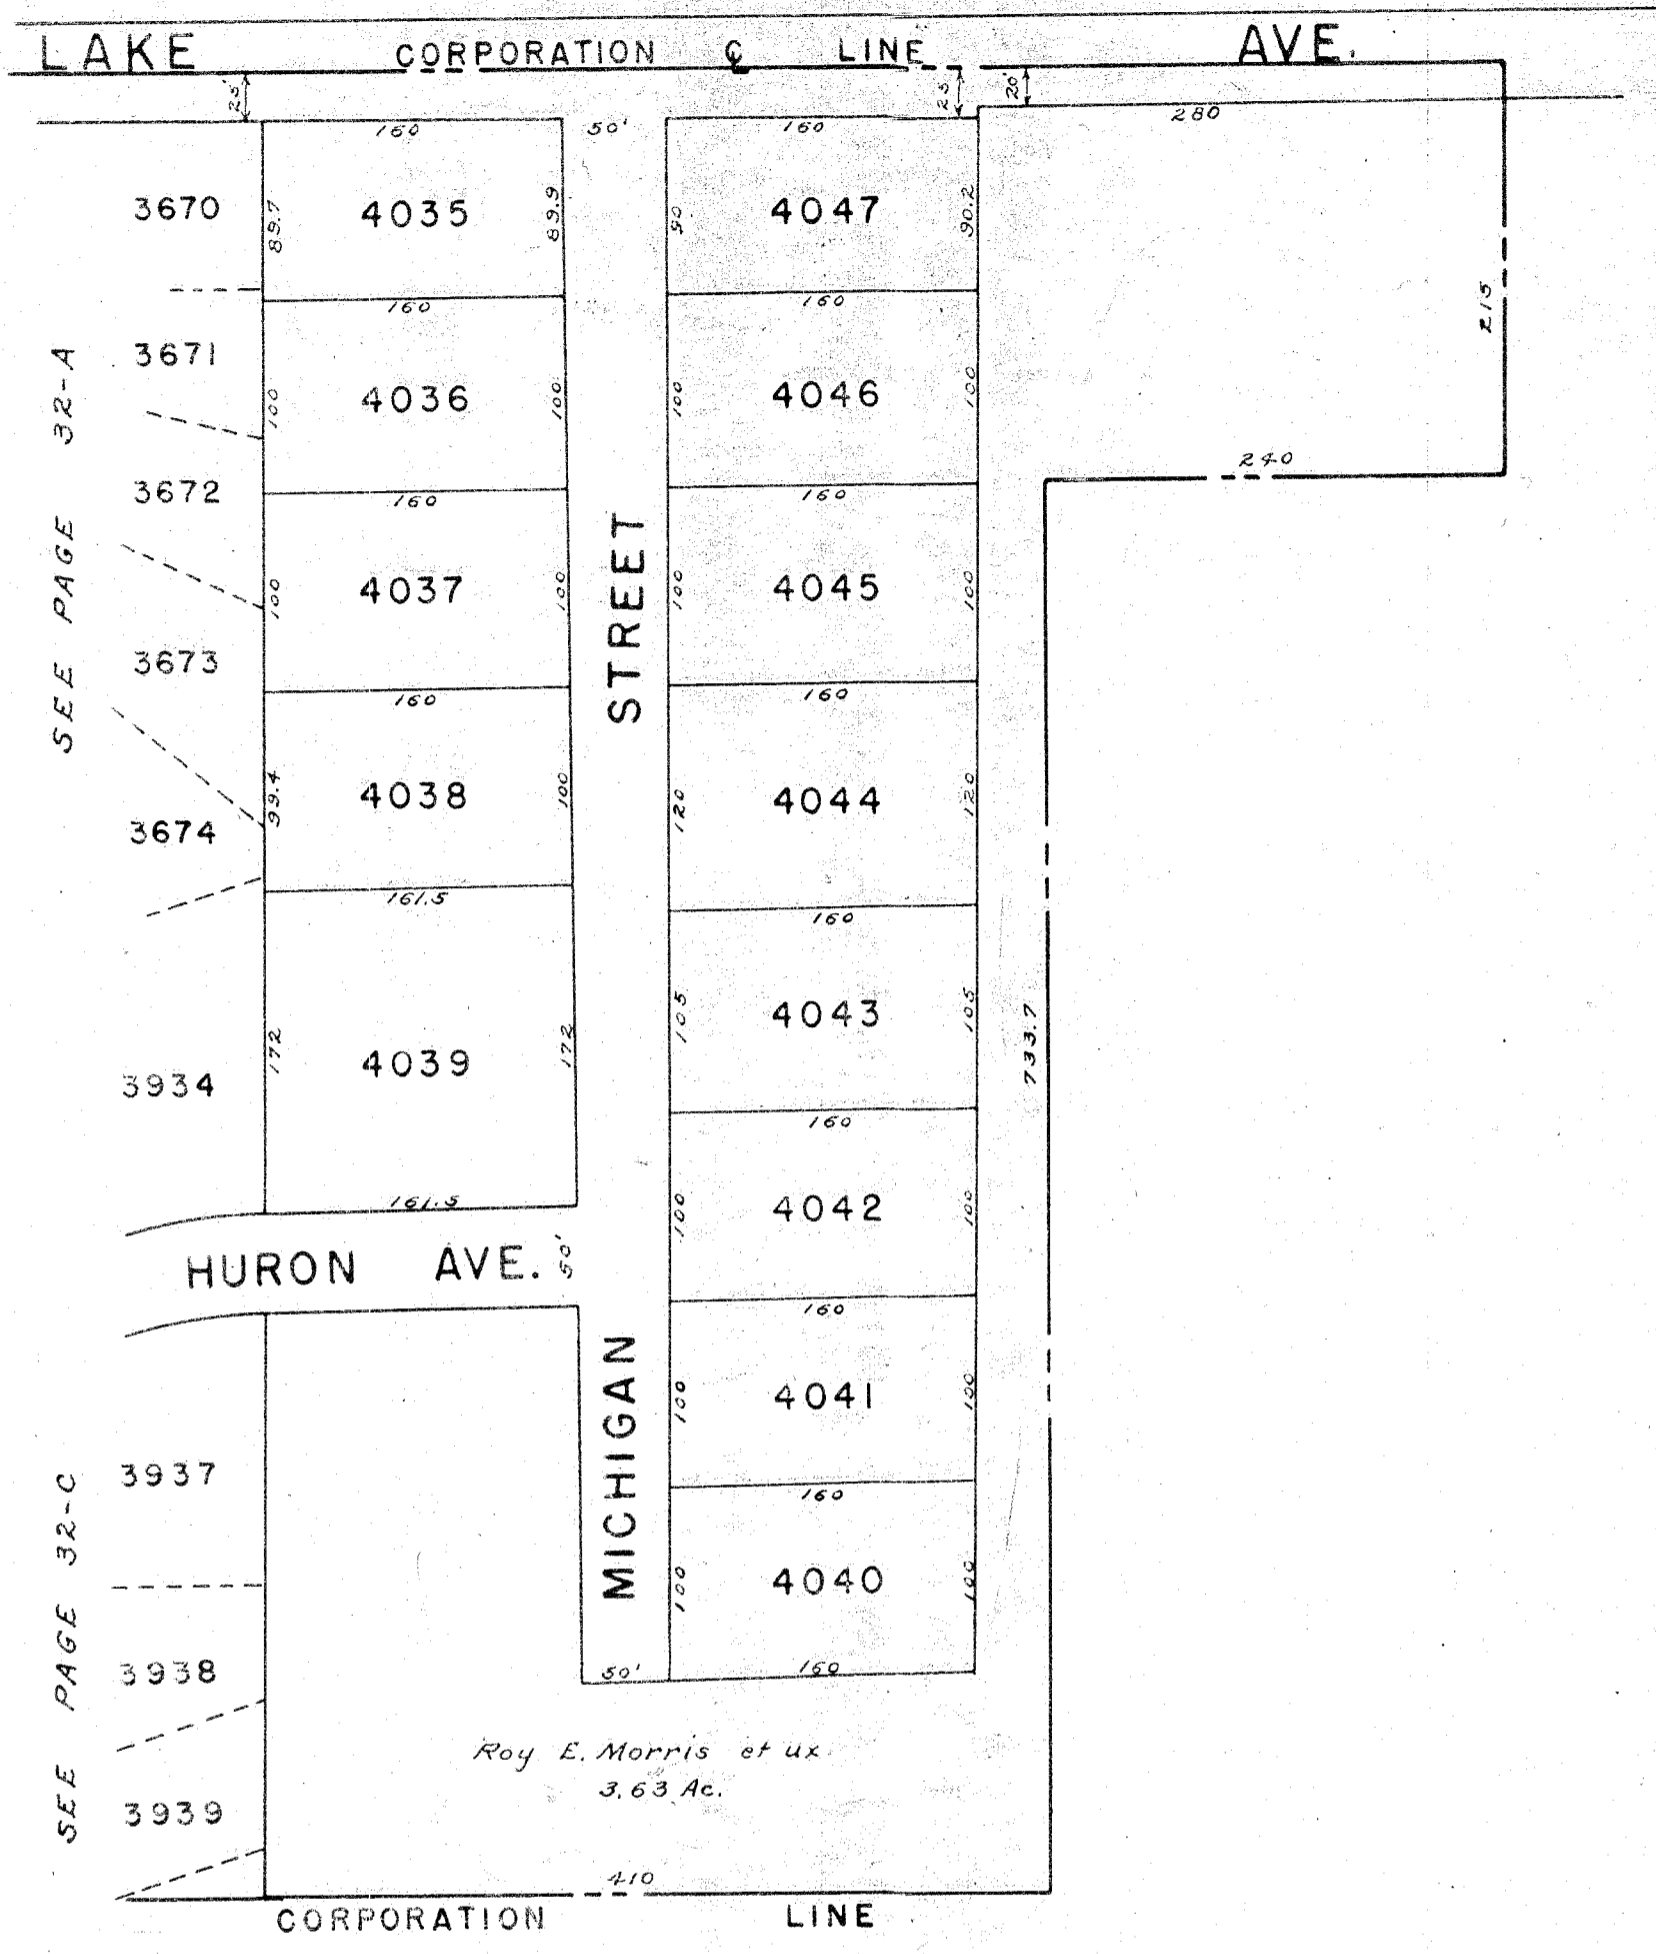 LAKE CORPORATION ℄ LINE AVE.
25' 25' 20'
160 50' 160 280
3670 89.7 4035 89.9 90 4047 90.2
215
160 160
3671 100 4036 100 100 4046 100
240
SEE PAGE 32-A
160 160
3672
3673 100 4037 100 100 4045 100
STREET
160 160
3674 99.4 4038 100 120 4044 120
161.5 160
105 4043 105
733.7
3934 172 4039 172
160
161.5
100 4042 100
HURON AVE. 50'
160
MICHIGAN
100 4041 100
3937
160
SEE PAGE 32-C
100 4040 100
3938
50' 160
Roy E. Morris et ux.
3.63 Ac.
3939
410
CORPORATION LINE